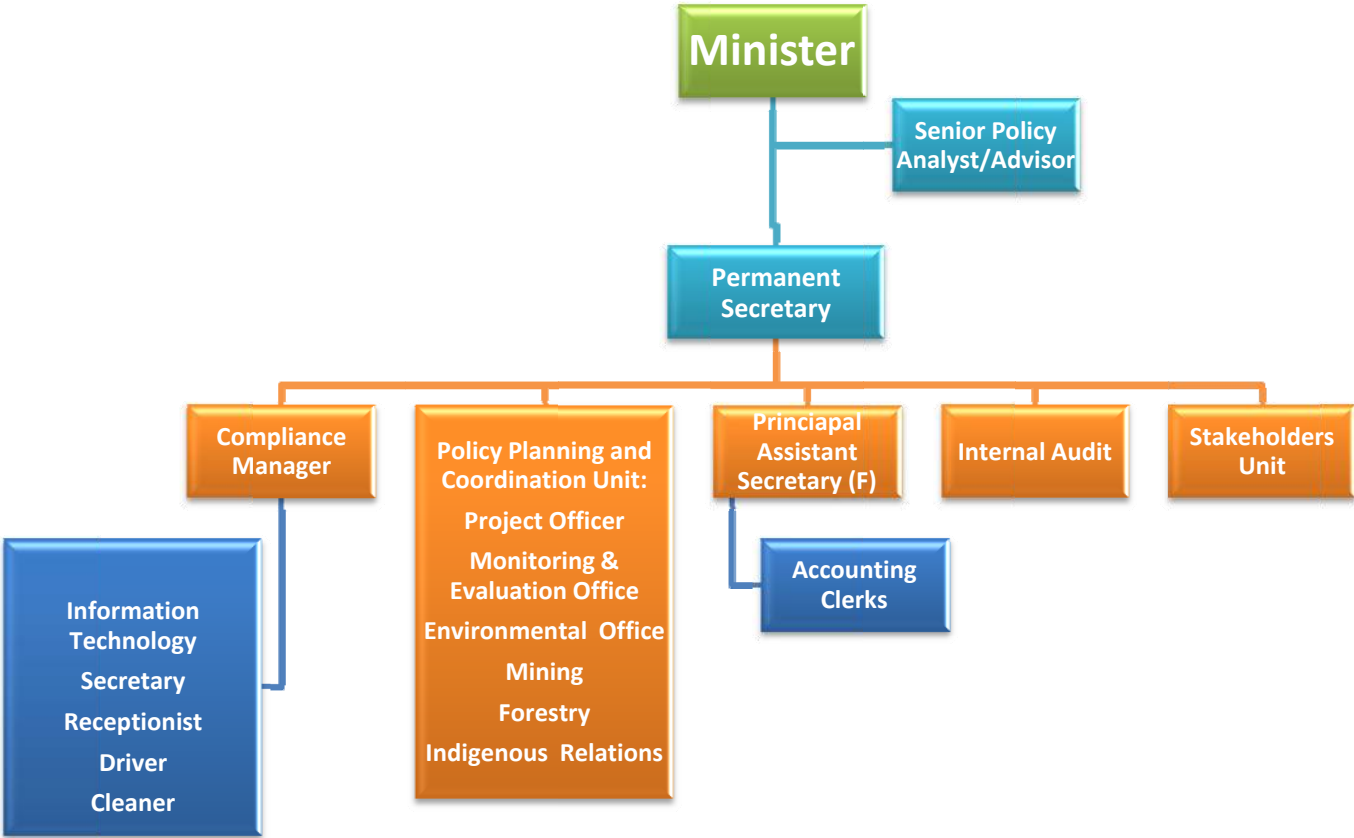 Minister
Senior Policy
Analyst/Advisor
Permanent
Secretary
Compliance
Manager
Policy Planning and
Coordination Unit:
Project Officer
Monitoring &
Evaluation Office
Environmental Office
Mining
Forestry
Indigenous Relations
Princiapal
Assistant
Secretary (F)
Internal Audit
Stakeholders
Unit
Information
Technology
Secretary
Receptionist
Driver
Cleaner
Accounting
Clerks